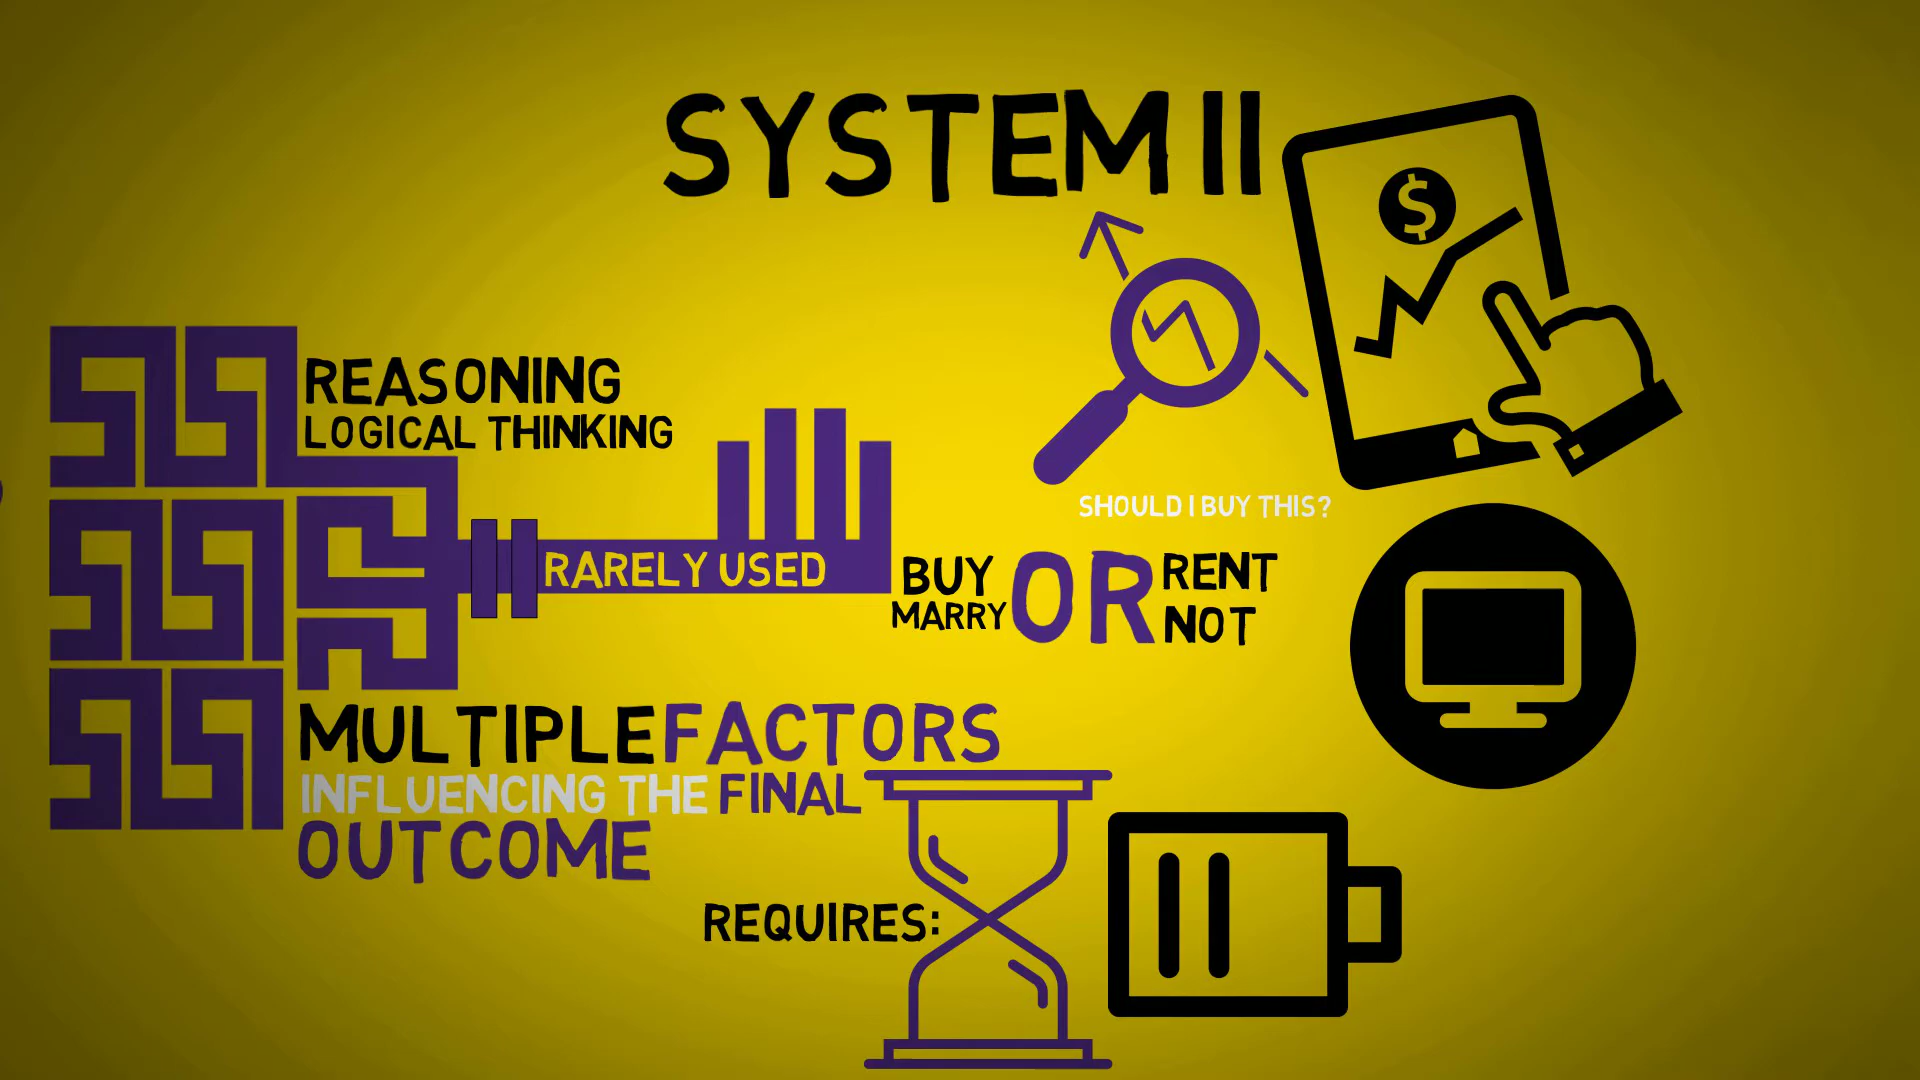 SYSTEM II
$
REASONING
LOGICAL THINKING
SHOULD I BUY THIS?
RARELY USED
BUY OR RENT
MARRY NOT
MULTIPLE FACTORS
INFLUENCING THE FINAL
OUTCOME
REQUIRES: